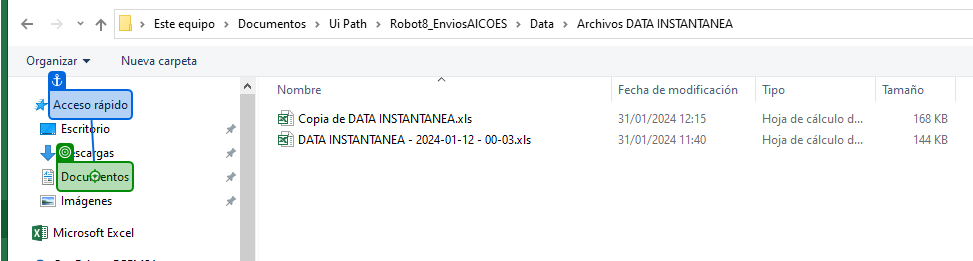 Este equipo > Documentos > Ui Path > Robot8_EnviosAICOES > Data > Archivos DATA INSTANTANEA
Organizar Nueva carpeta
Nombre Fecha de modificación Tipo Tamaño
Acceso rápido
Copia de DATA INSTANTANEA.xls 31/01/2024 12:15 Hoja de cálculo d... 168 KB
Escritorio
DATA INSTANTANEA - 2024-01-12 - 00-03.xls 31/01/2024 11:40 Hoja de cálculo d... 144 KB
Descargas
Documentos
Imágenes
Microsoft Excel